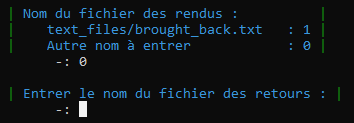 | Nom du fichier des rendus : |
| text_files/brought_back.txt : 1 |
| Autre nom à entrer : 0 |
-: 0
| Entrer le nom du fichier des retours : |
-: